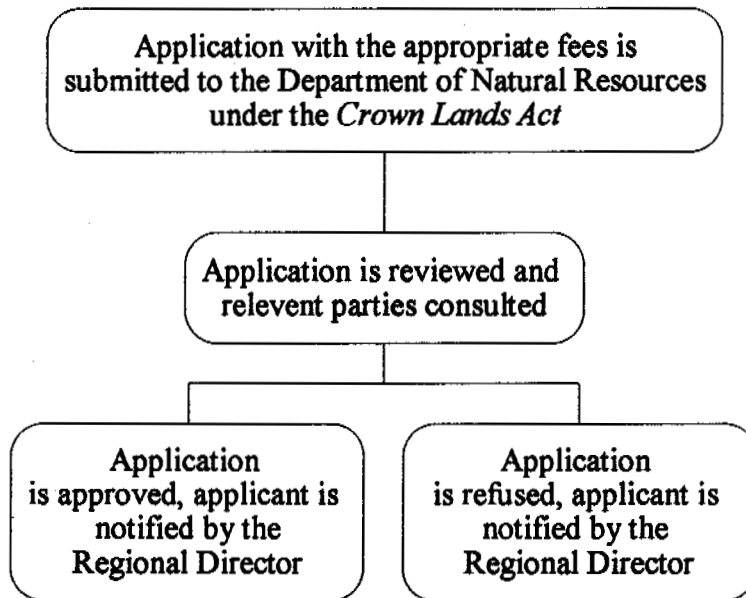 Application with the appropriate fees is
submitted to the Department of Natural Resources
under the Crown Lands Act
Application is reviewed and
relevent parties consulted
Application
is approved, applicant is
notified by the
Regional Director
Application
is refused, applicant is
notified by the
Regional Director